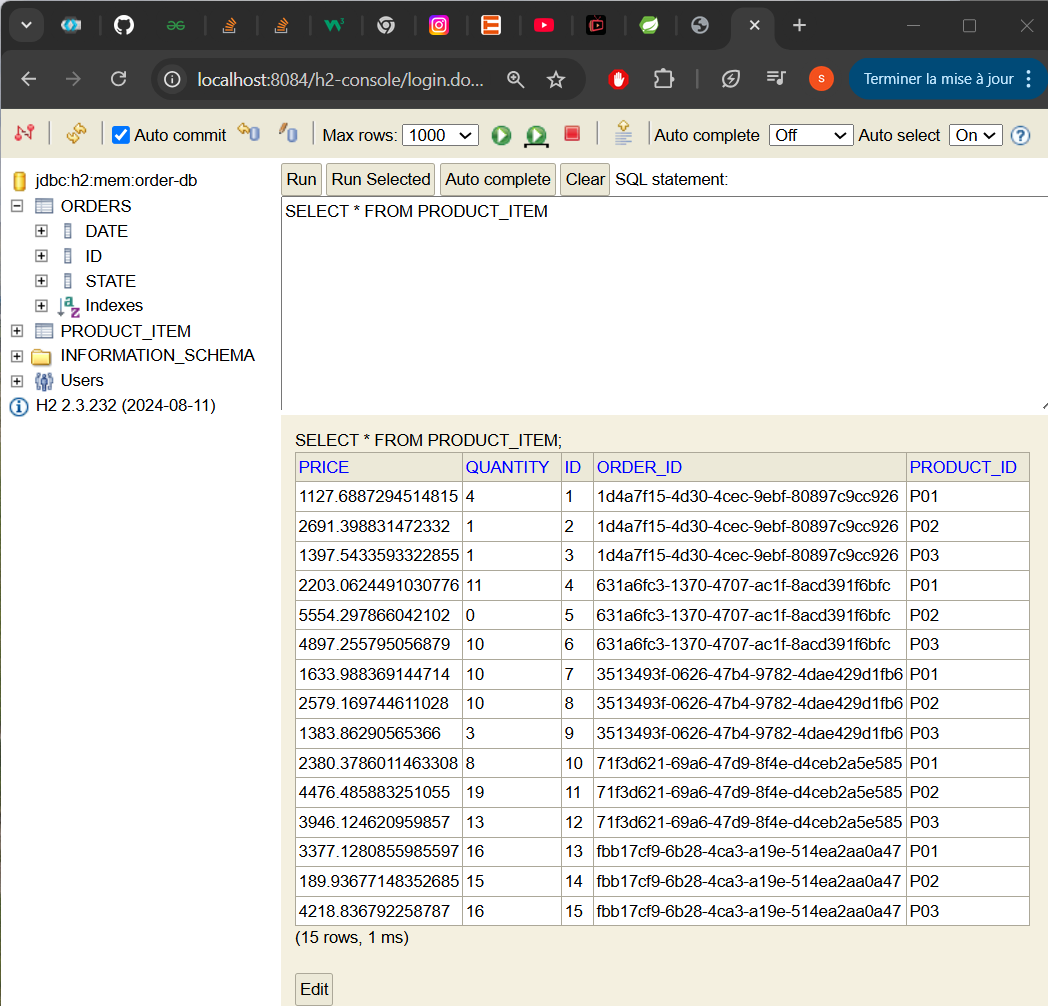 localhost:8084/h2-console/login.do...
S
Terminer la mise à jour
Auto commit
Max rows: 1000
Auto complete Off
Auto select On
jdbc:h2:mem:order-db
ORDERS
DATE
ID
STATE
Indexes
PRODUCT_ITEM
INFORMATION_SCHEMA
Users
H2 2.3.232 (2024-08-11)
Run Run Selected Auto complete Clear SQL statement:
SELECT * FROM PRODUCT_ITEM
SELECT * FROM PRODUCT_ITEM;
PRICE QUANTITY ID ORDER_ID PRODUCT_ID
1127.6887294514815 4 1 1d4a7f15-4d30-4cec-9ebf-80897c9cc926 P01
2691.398831472332 1 2 1d4a7f15-4d30-4cec-9ebf-80897c9cc926 P02
1397.5433593322855 1 3 1d4a7f15-4d30-4cec-9ebf-80897c9cc926 P03
2203.0624491030776 11 4 631a6fc3-1370-4707-ac1f-8acd391f6bfc P01
5554.297866042102 0 5 631a6fc3-1370-4707-ac1f-8acd391f6bfc P02
4897.255795056879 10 6 631a6fc3-1370-4707-ac1f-8acd391f6bfc P03
1633.988369144714 10 7 3513493f-0626-47b4-9782-4dae429d1fb6 P01
2579.169744611028 10 8 3513493f-0626-47b4-9782-4dae429d1fb6 P02
1383.86290565366 3 9 3513493f-0626-47b4-9782-4dae429d1fb6 P03
2380.3786011463308 8 10 71f3d621-69a6-47d9-8f4e-d4ceb2a5e585 P01
4476.485883251055 19 11 71f3d621-69a6-47d9-8f4e-d4ceb2a5e585 P02
3946.124620959857 13 12 71f3d621-69a6-47d9-8f4e-d4ceb2a5e585 P03
3377.1280855985597 16 13 fbb17cf9-6b28-4ca3-a19e-514ea2aa0a47 P01
189.93677148352685 15 14 fbb17cf9-6b28-4ca3-a19e-514ea2aa0a47 P02
4218.836792258787 16 15 fbb17cf9-6b28-4ca3-a19e-514ea2aa0a47 P03
(15 rows, 1 ms)
Edit